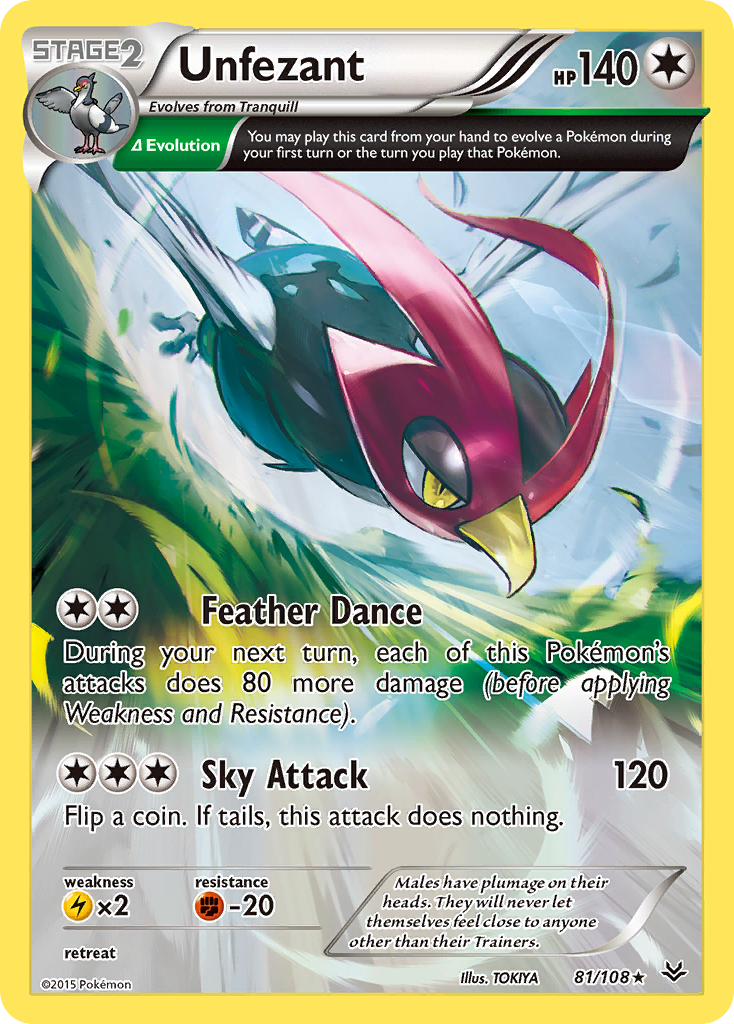 STAGE2
Unfezant
HP140
Evolves from Tranquill
Δ Evolution
You may play this card from your hand to evolve a Pokémon during
your first turn or the turn you play that Pokémon.
Feather Dance
During your next turn, each of this Pokémon's
attacks does 80 more damage (before applying
Weakness and Resistance).
Sky Attack 120
Flip a coin. If tails, this attack does nothing.
weakness resistance
×2 -20
retreat
Males have plumage on their
heads. They will never let
themselves feel close to anyone
other than their Trainers.
©2015 Pokémon Illus. TOKIYA 81/108★